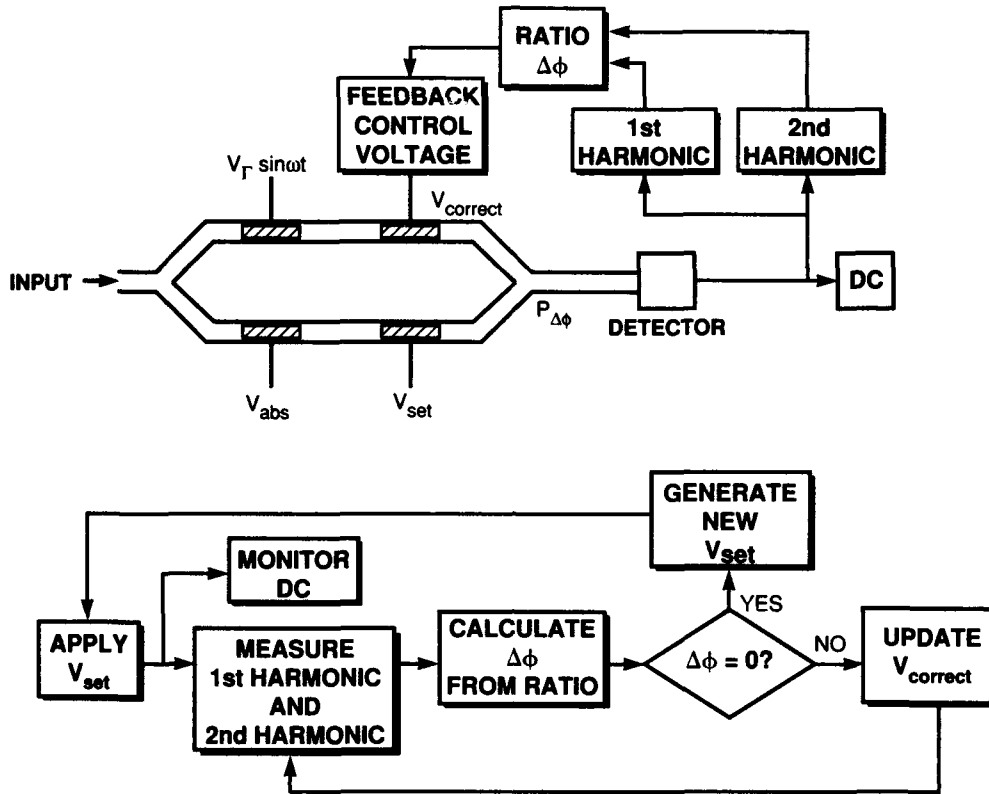 RATIO
Δϕ
FEEDBACK
CONTROL
VOLTAGE
1st
HARMONIC
2nd
HARMONIC
V_Γ sinωt
V_correct
INPUT
P_Δϕ
DETECTOR
DC
V_abs
V_set
GENERATE
NEW
V_set
MONITOR
DC
YES
APPLY
V_set
MEASURE
1st HARMONIC
AND
2nd HARMONIC
CALCULATE
Δϕ
FROM RATIO
Δϕ = 0?
NO
UPDATE
V_correct